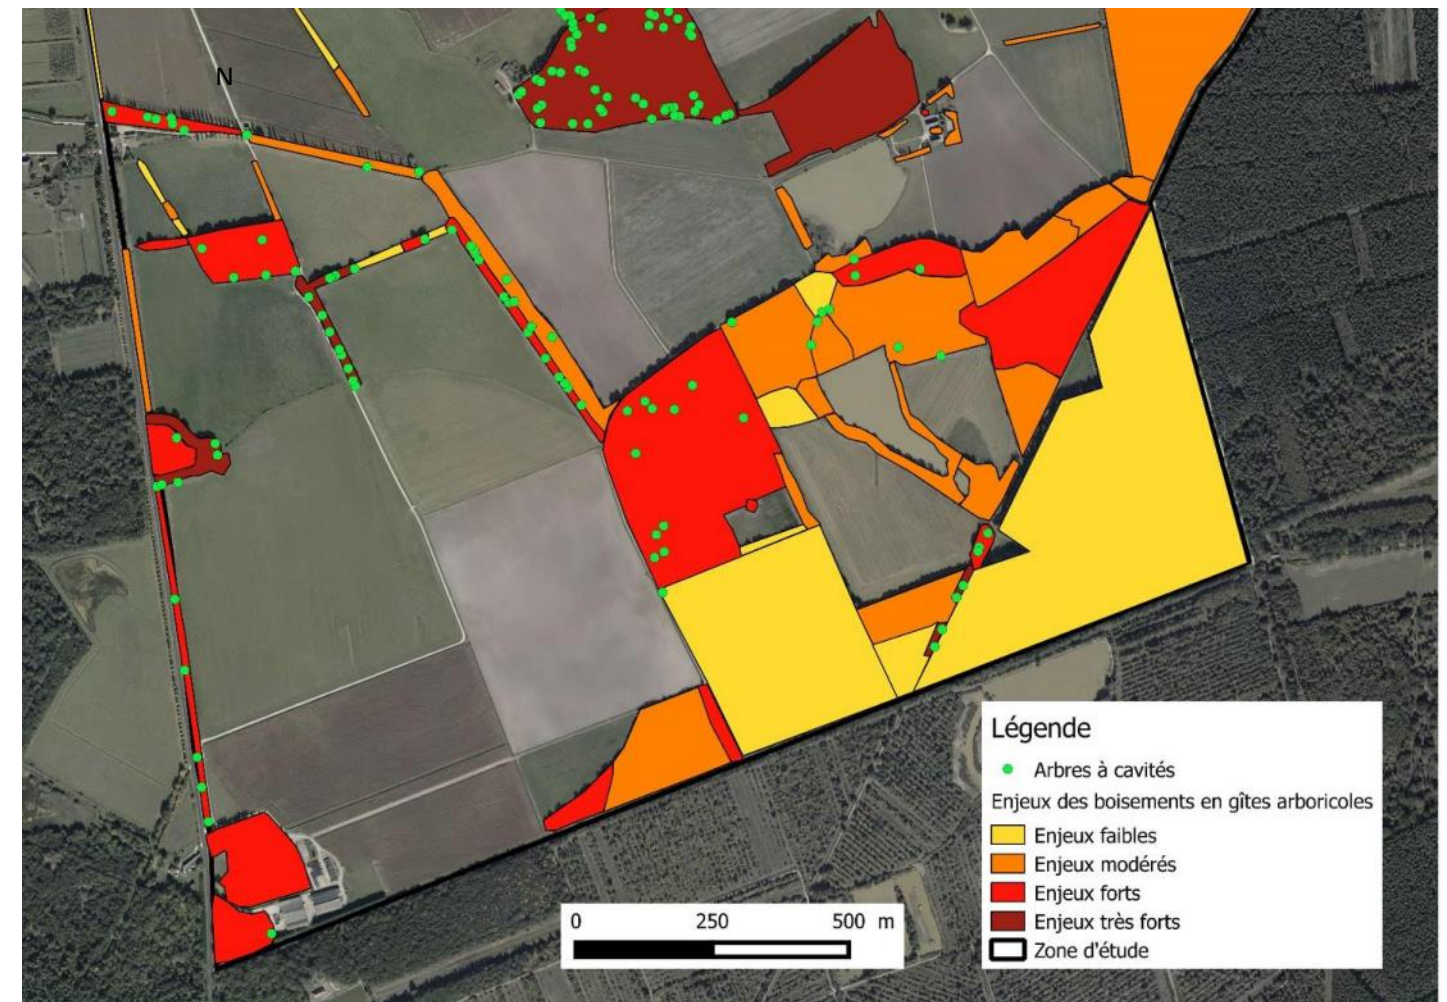 N
Légende
Arbres à cavités
Enjeux des boisements en gîtes arboricoles
Enjeux faibles
Enjeux modérés
Enjeux forts
Enjeux très forts
Zone d'étude
0 250 500 m